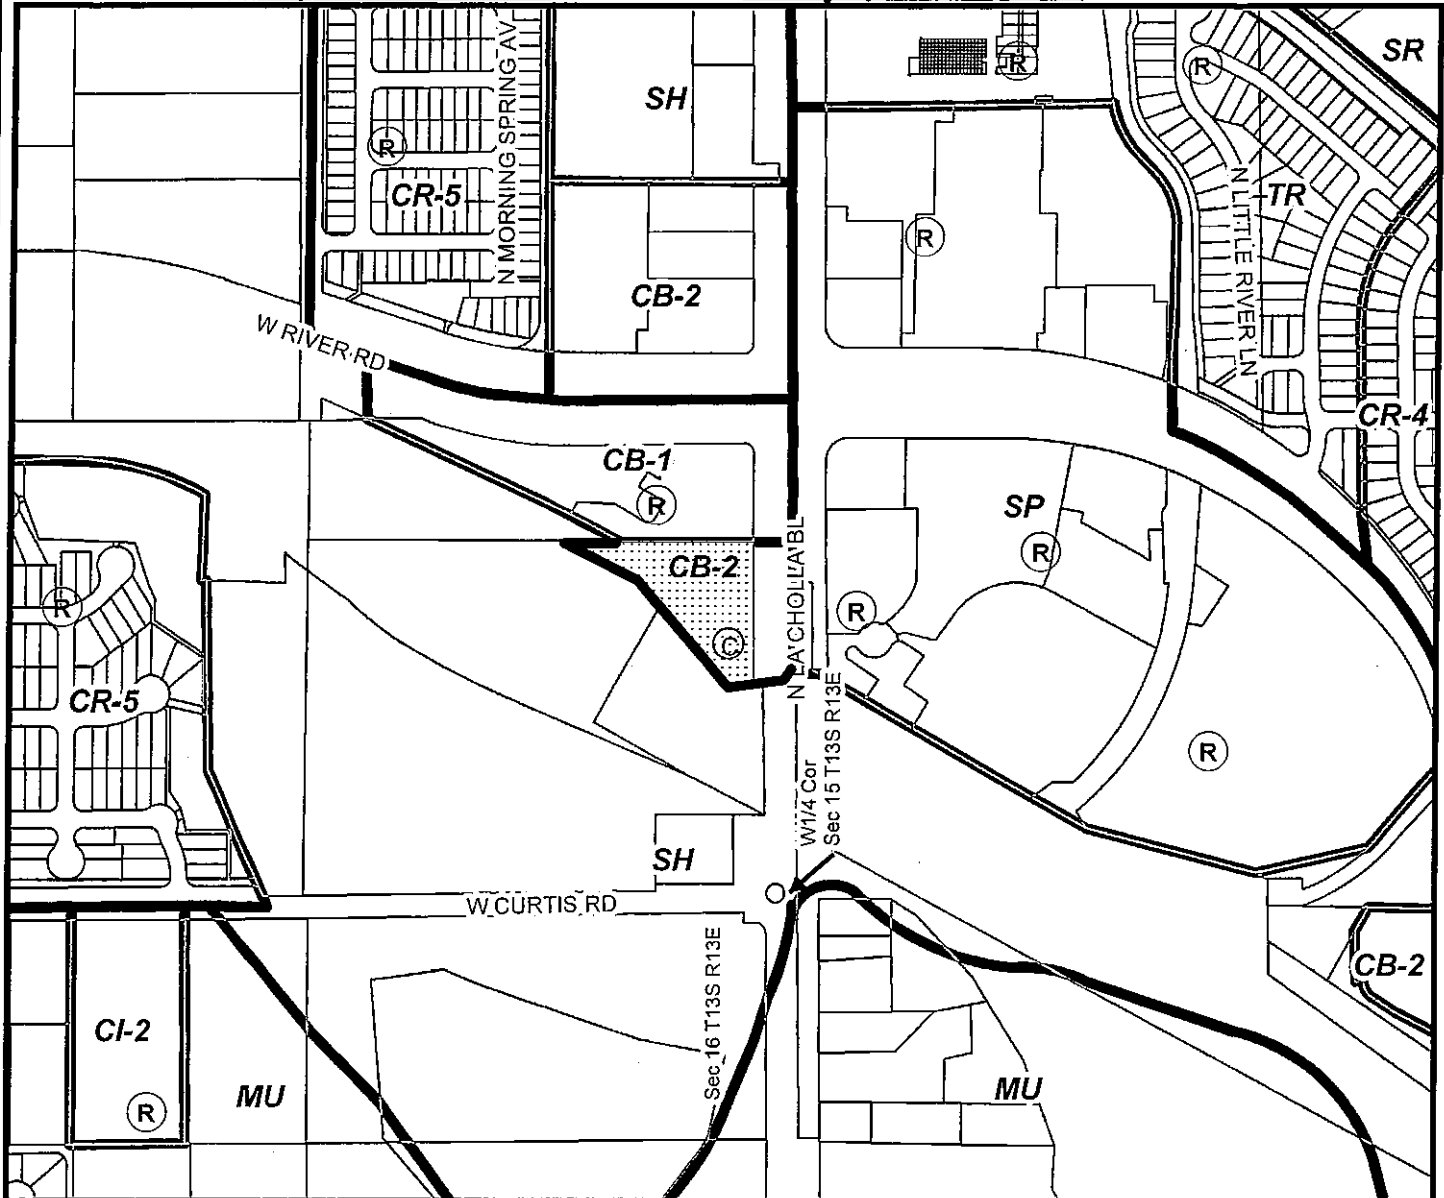 SR
R
R
N MORNING SPRING AV
SH
R
CR-5
TR
N LITTLE RIVER LN
R
CB-2
W RIVER RD
CR-4
CB-1
R
SP
R
CB-2
N LA CHOLLA BL
R
R
C
CR-5
Sec 15 T13S R13E
W1/4 Cor
R
SH
W CURTIS RD
Sec 16 T13S R13E
CB-2
CI-2
MU
MU
R